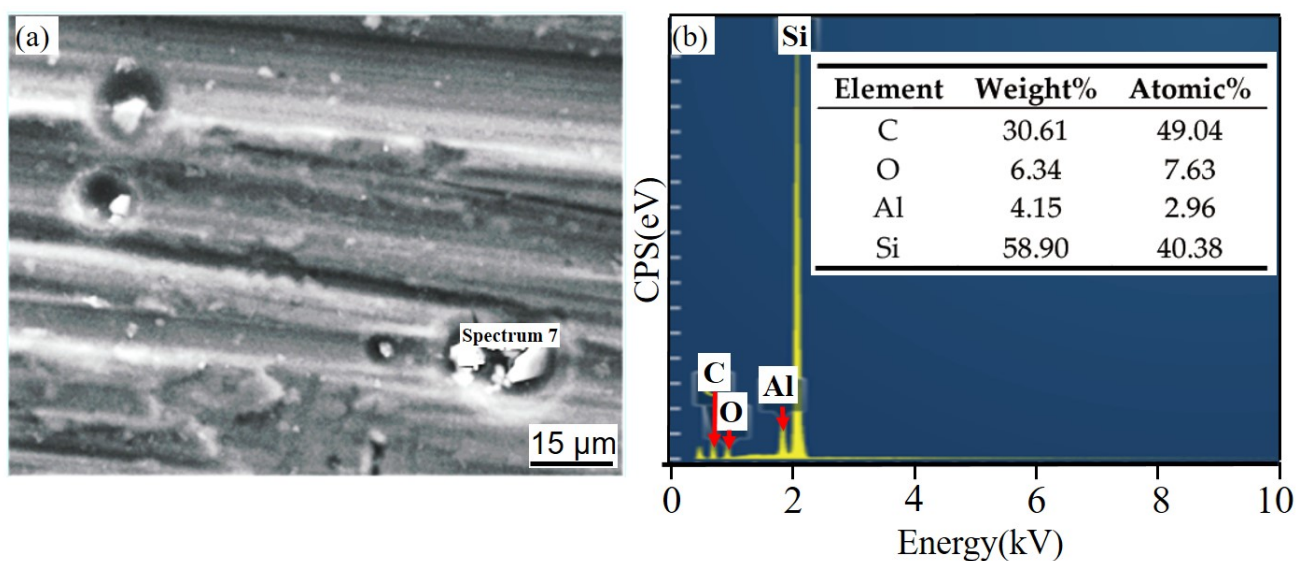 (a)
Spectrum 7
15 µm
(b)
Si
Element Weight% Atomic%
C 30.61 49.04
O 6.34 7.63
Al 4.15 2.96
Si 58.90 40.38
CPS(eV)
C
O
Al
0 2 4 6 8 10
Energy(kV)